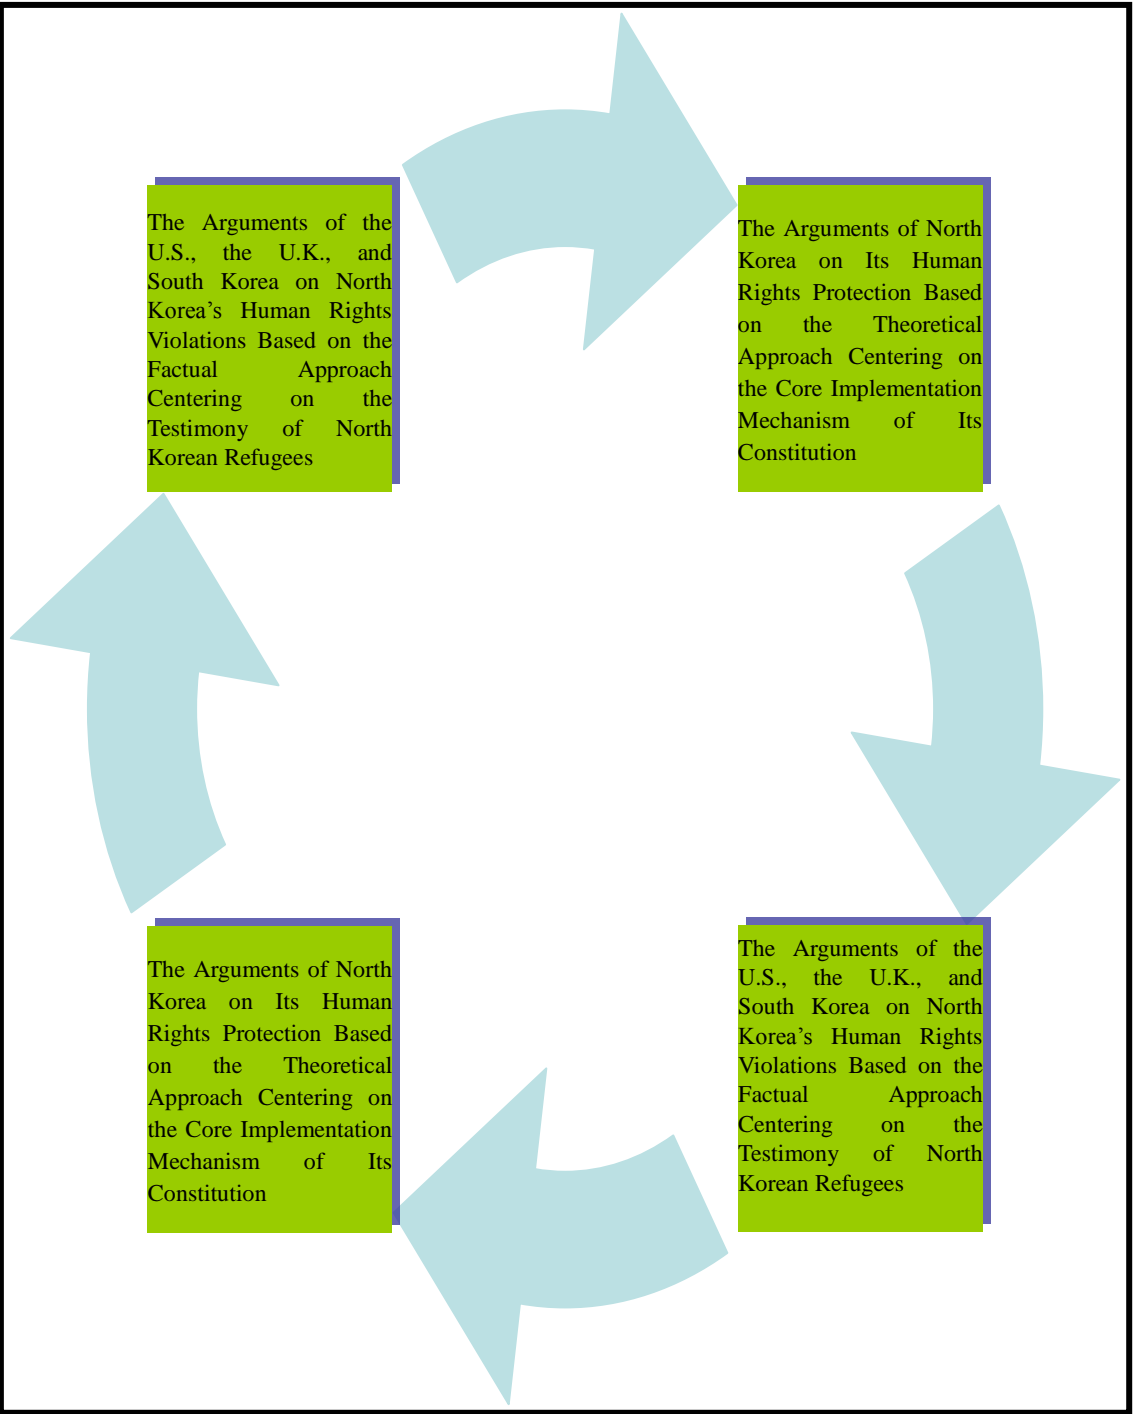 The Arguments of the
U.S., the U.K., and
South Korea on North
Korea’s Human Rights
Violations Based on the
Factual Approach
Centering on the
Testimony of North
Korean Refugees
The Arguments of North
Korea on Its Human
Rights Protection Based
on the Theoretical
Approach Centering on
the Core Implementation
Mechanism of Its
Constitution
The Arguments of North
Korea on Its Human
Rights Protection Based
on the Theoretical
Approach Centering on
the Core Implementation
Mechanism of Its
Constitution
The Arguments of the
U.S., the U.K., and
South Korea on North
Korea’s Human Rights
Violations Based on the
Factual Approach
Centering on the
Testimony of North
Korean Refugees